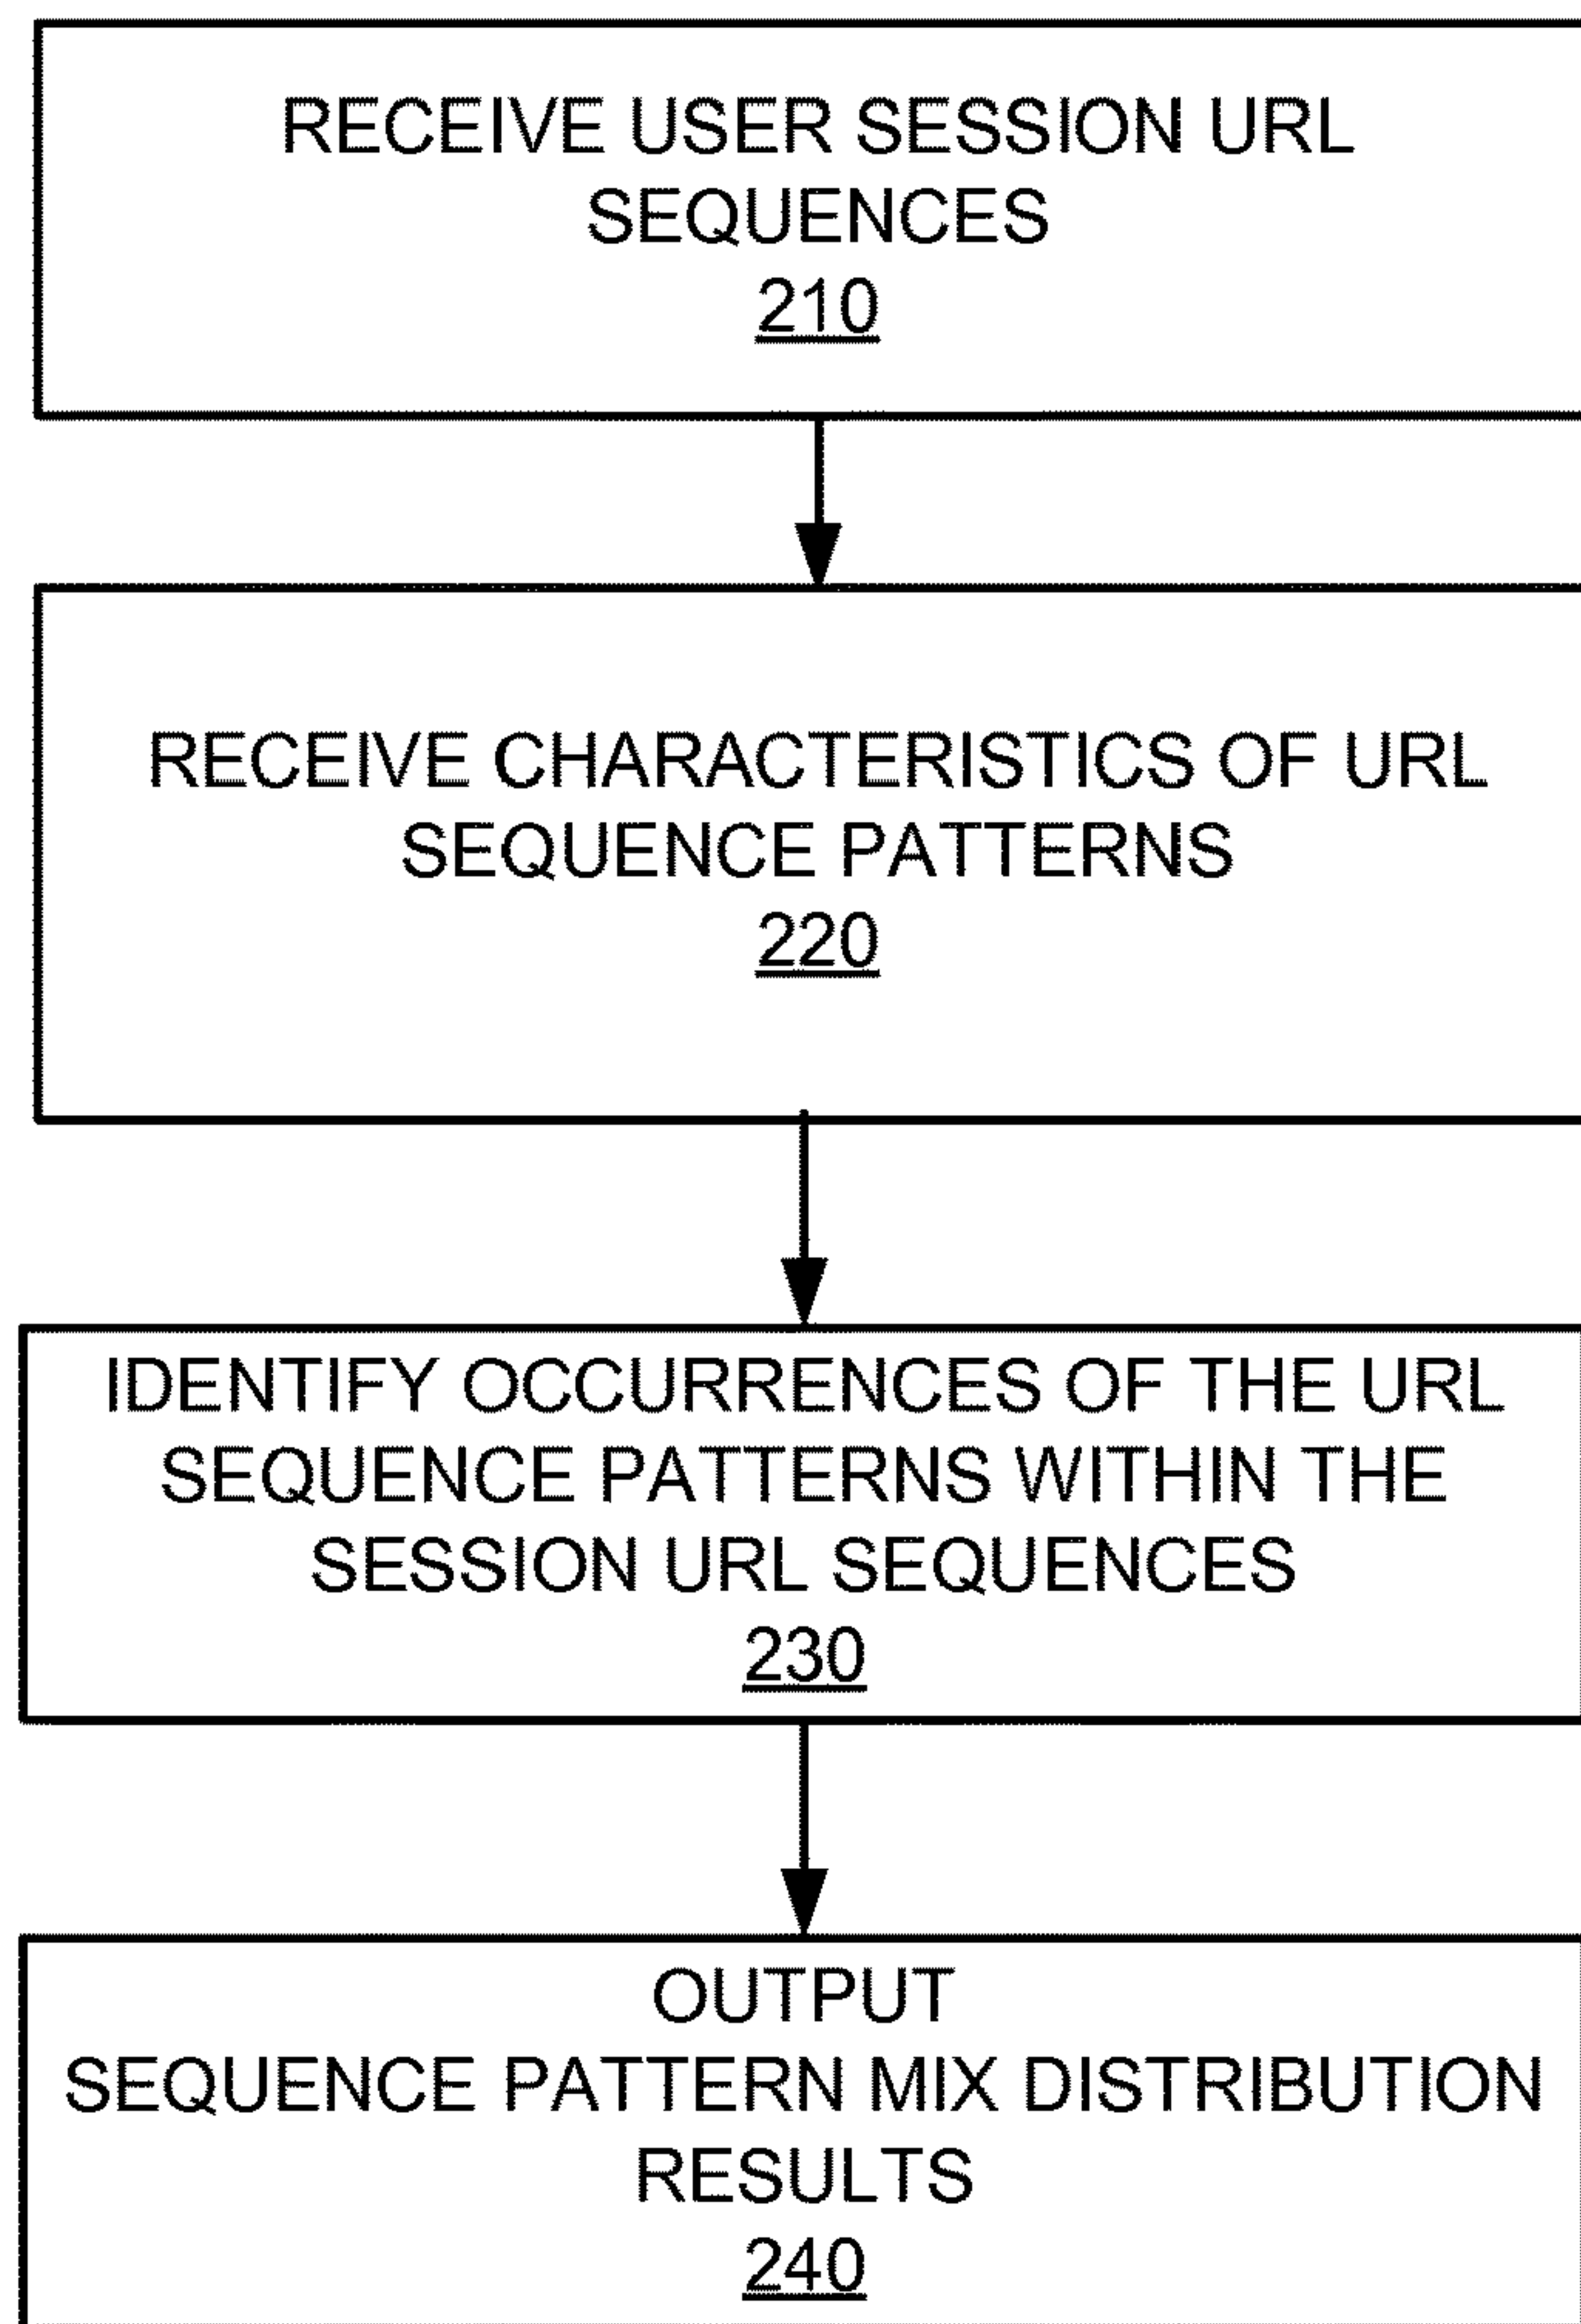 RECEIVE USER SESSION URL
SEQUENCES
210
RECEIVE CHARACTERISTICS OF URL
SEQUENCE PATTERNS
220
IDENTIFY OCCURRENCES OF THE URL
SEQUENCE PATTERNS WITHIN THE
SESSION URL SEQUENCES
230
OUTPUT
SEQUENCE PATTERN MIX DISTRIBUTION
RESULTS
240